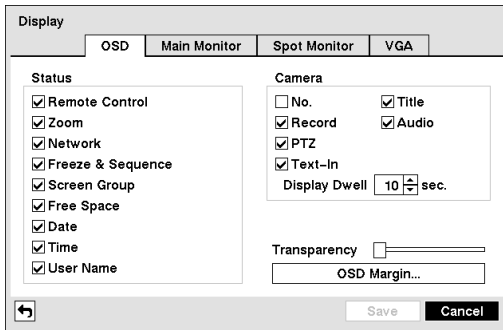 Display
OSD Main Monitor Spot Monitor VGA
Status
Remote Control
Zoom
Network
Freeze & Sequence
Screen Group
Free Space
Date
Time
User Name
Camera
No. Title
Record Audio
PTZ
Text-In
Display Dwell 10 sec.
Transparency
OSD Margin...
Save Cancel